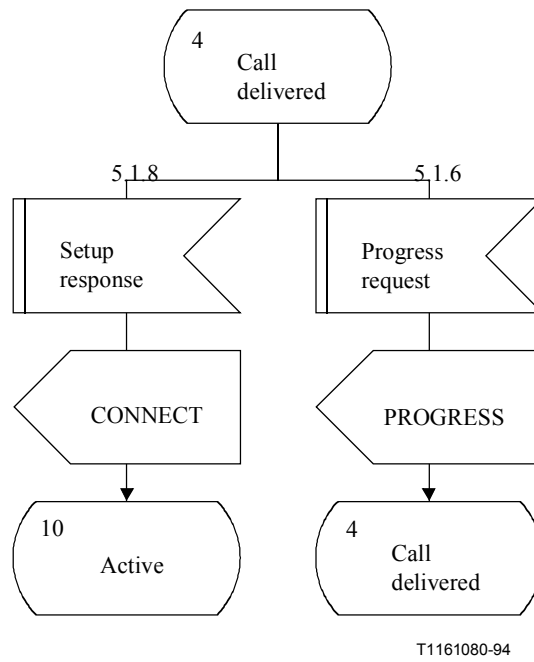 4
Call
delivered
5.1.8
5.1.6
Setup
response
Progress
request
CONNECT
PROGRESS
10
Active
4
Call
delivered
T1161080-94